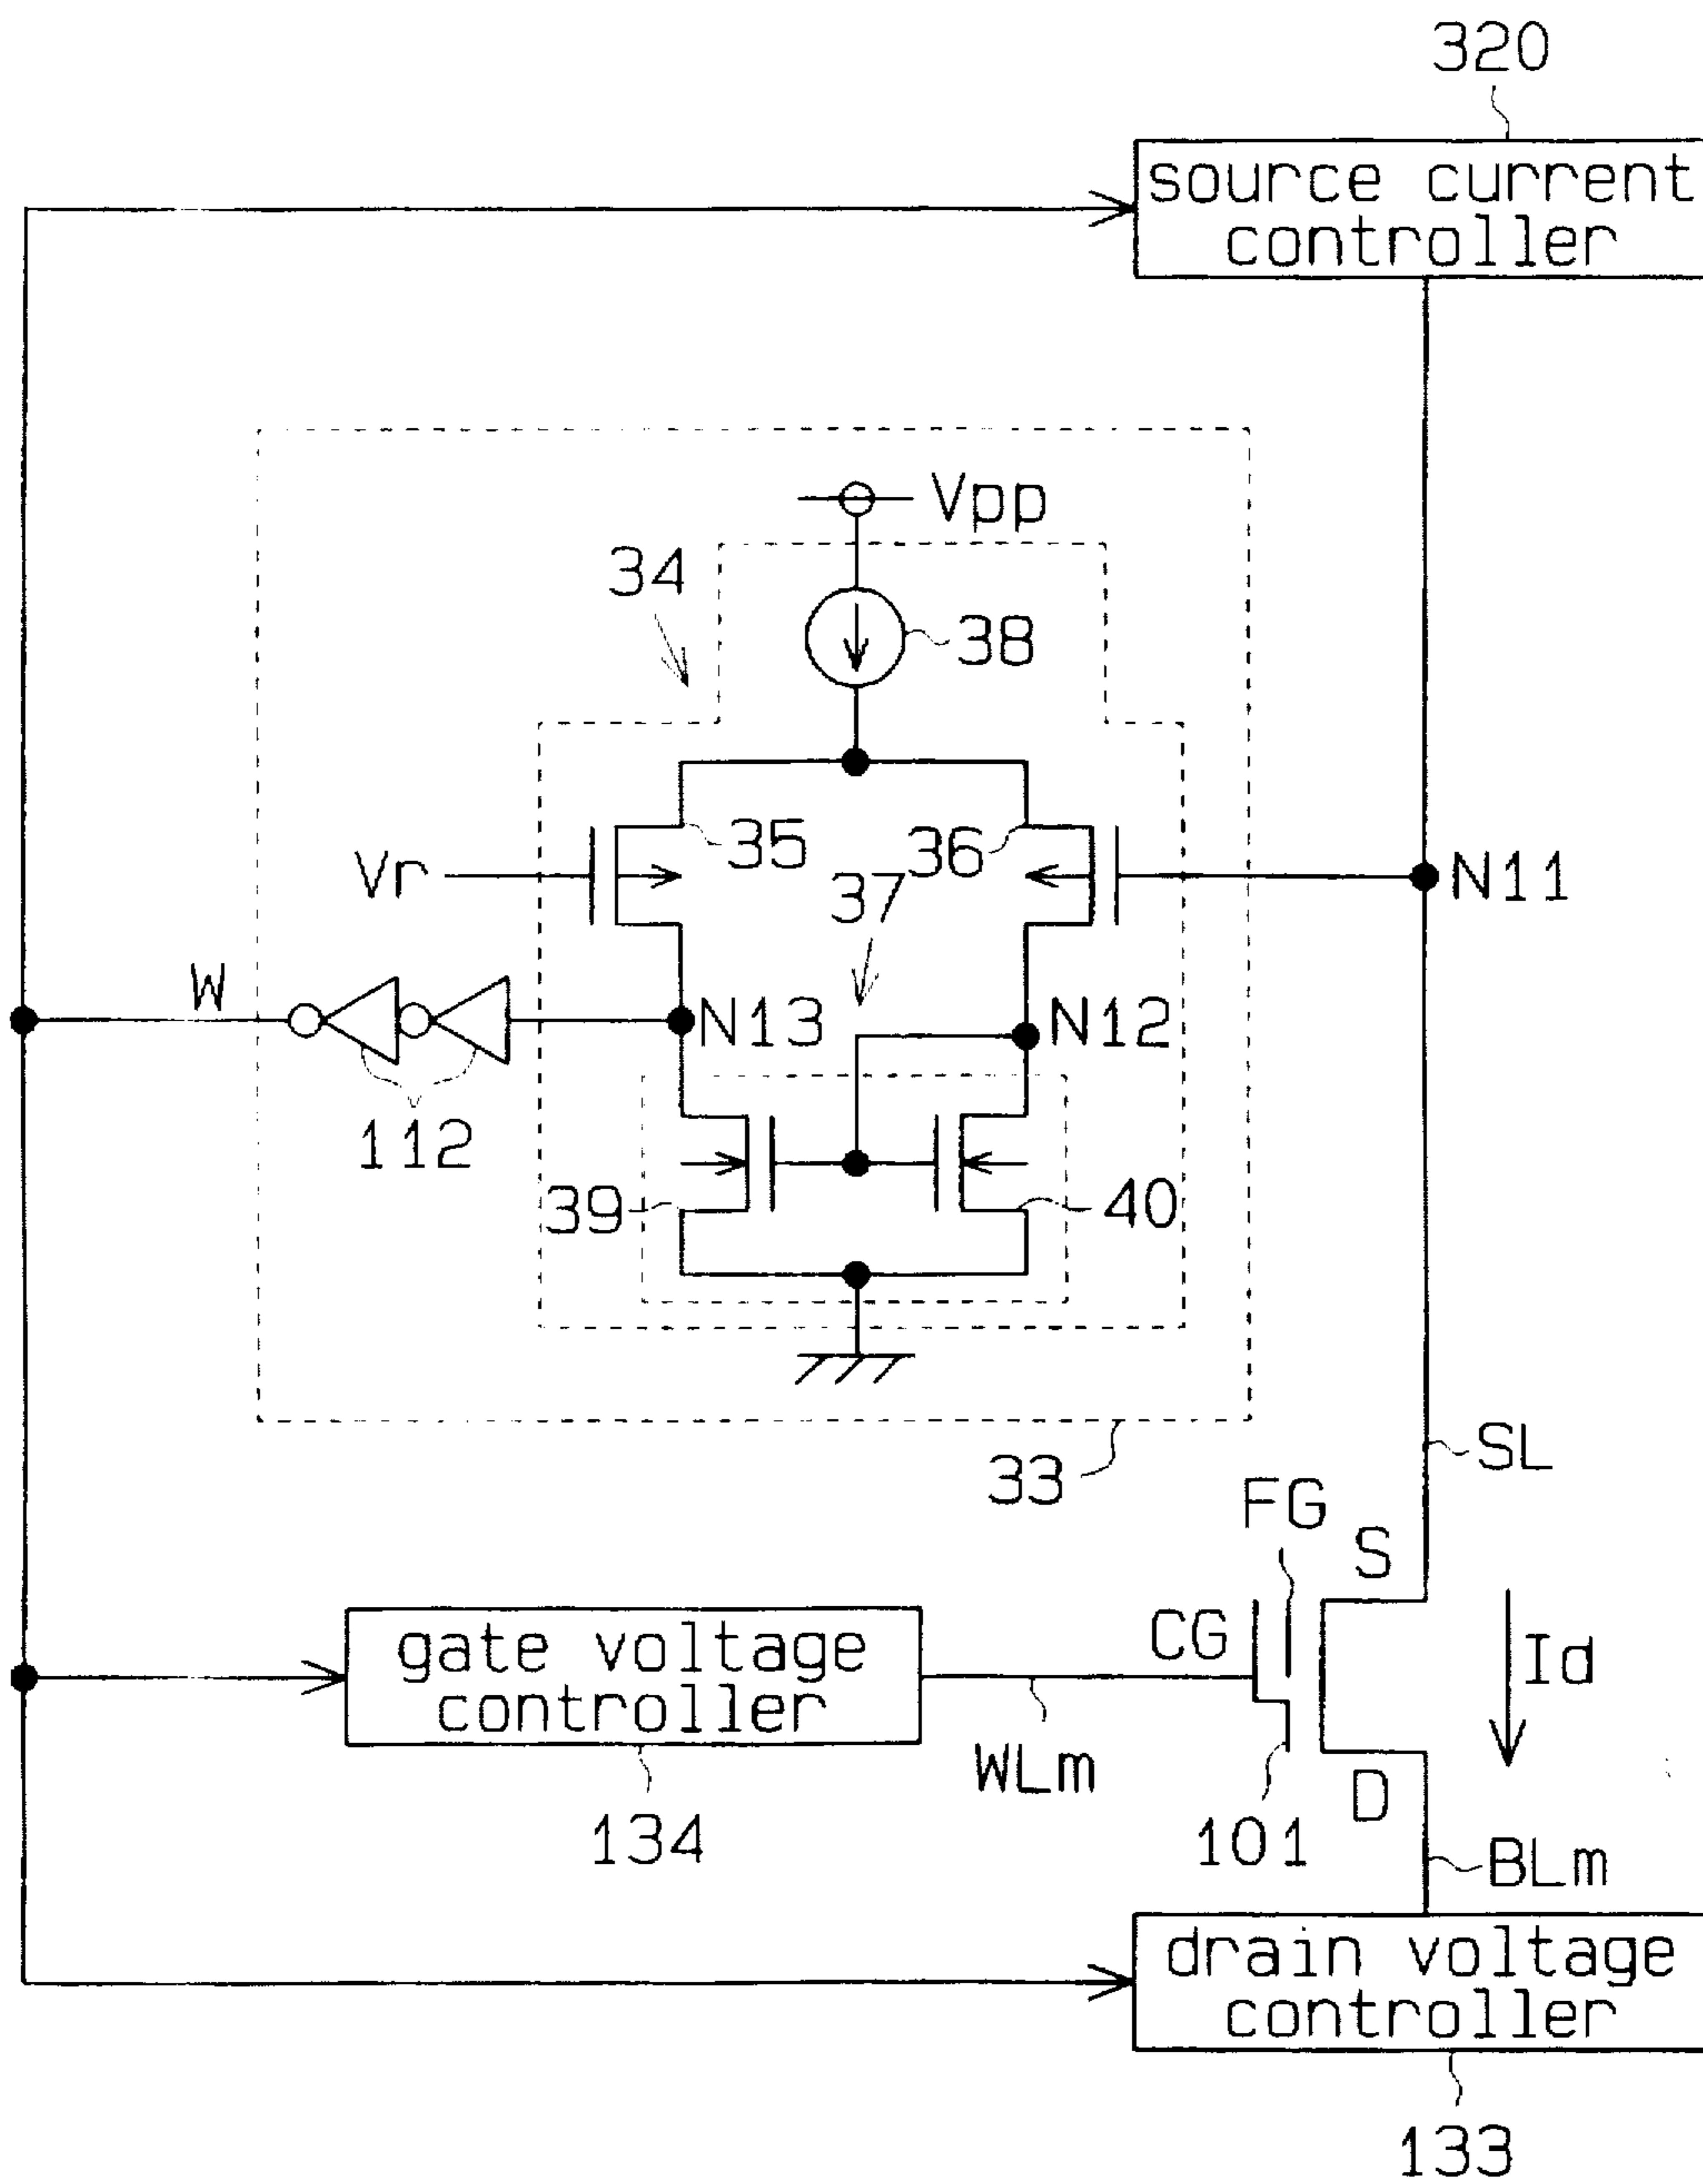 320
source current
controller
Vpp
34
38
35
36
Vr
37
N11
W
N13
N12
112
39
40
33
SL
FG
S
CG
gate voltage
controller
Id
WLm
D
134
101
BLm
drain voltage
controller
133